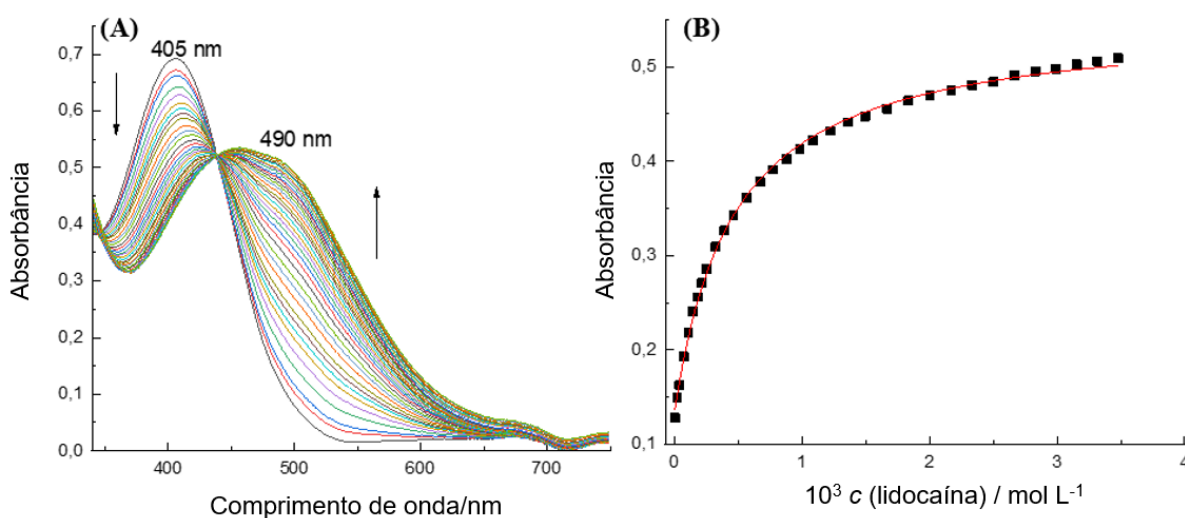 (A)
405 nm
490 nm
0,7
0,6
0,5
0,4
0,3
0,2
0,1
0,0
400
500
600
700
Absorbância
Comprimento de onda/nm
(B)
0,5
0,4
0,3
0,2
0,1
0
1
2
3
4
Absorbância
10³ c (lidocaína) / mol L⁻¹